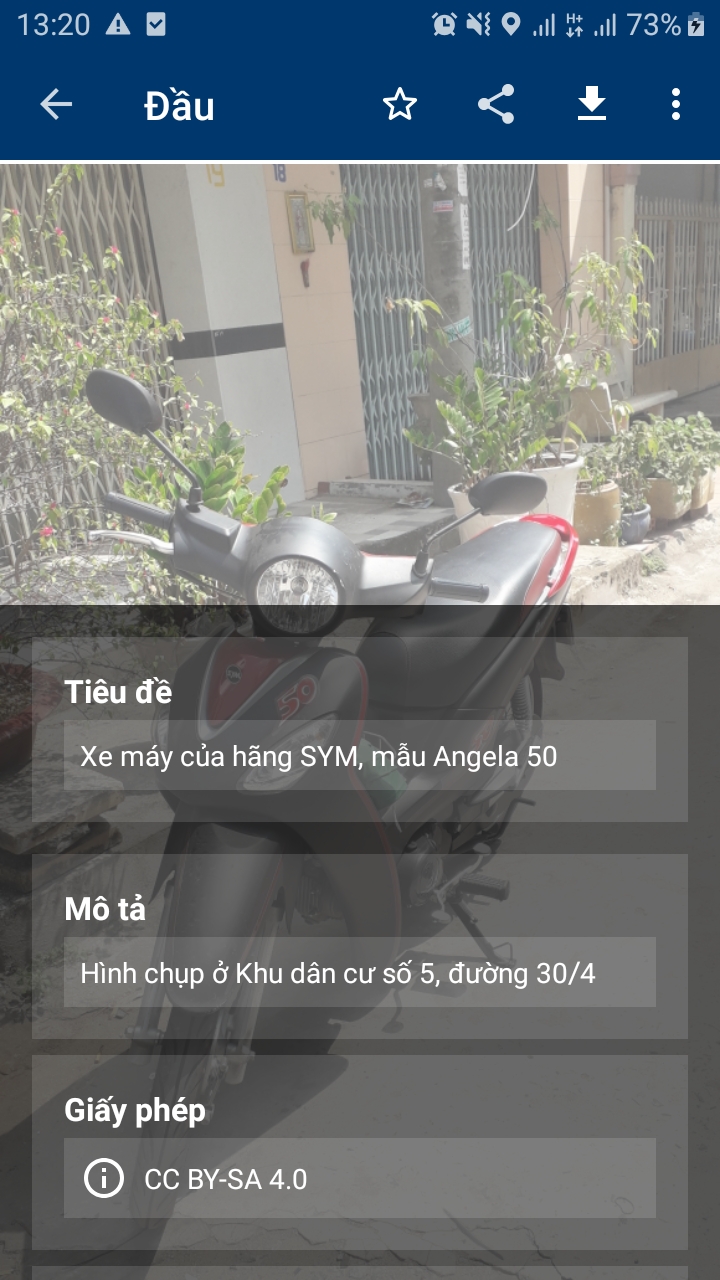 13:20
H+
73%
Đầu
19
18
50
Tiêu đề
Xe máy của hãng SYM, mẫu Angela 50
Mô tả
Hình chụp ở Khu dân cư số 5, đường 30/4
Giấy phép
CC BY-SA 4.0